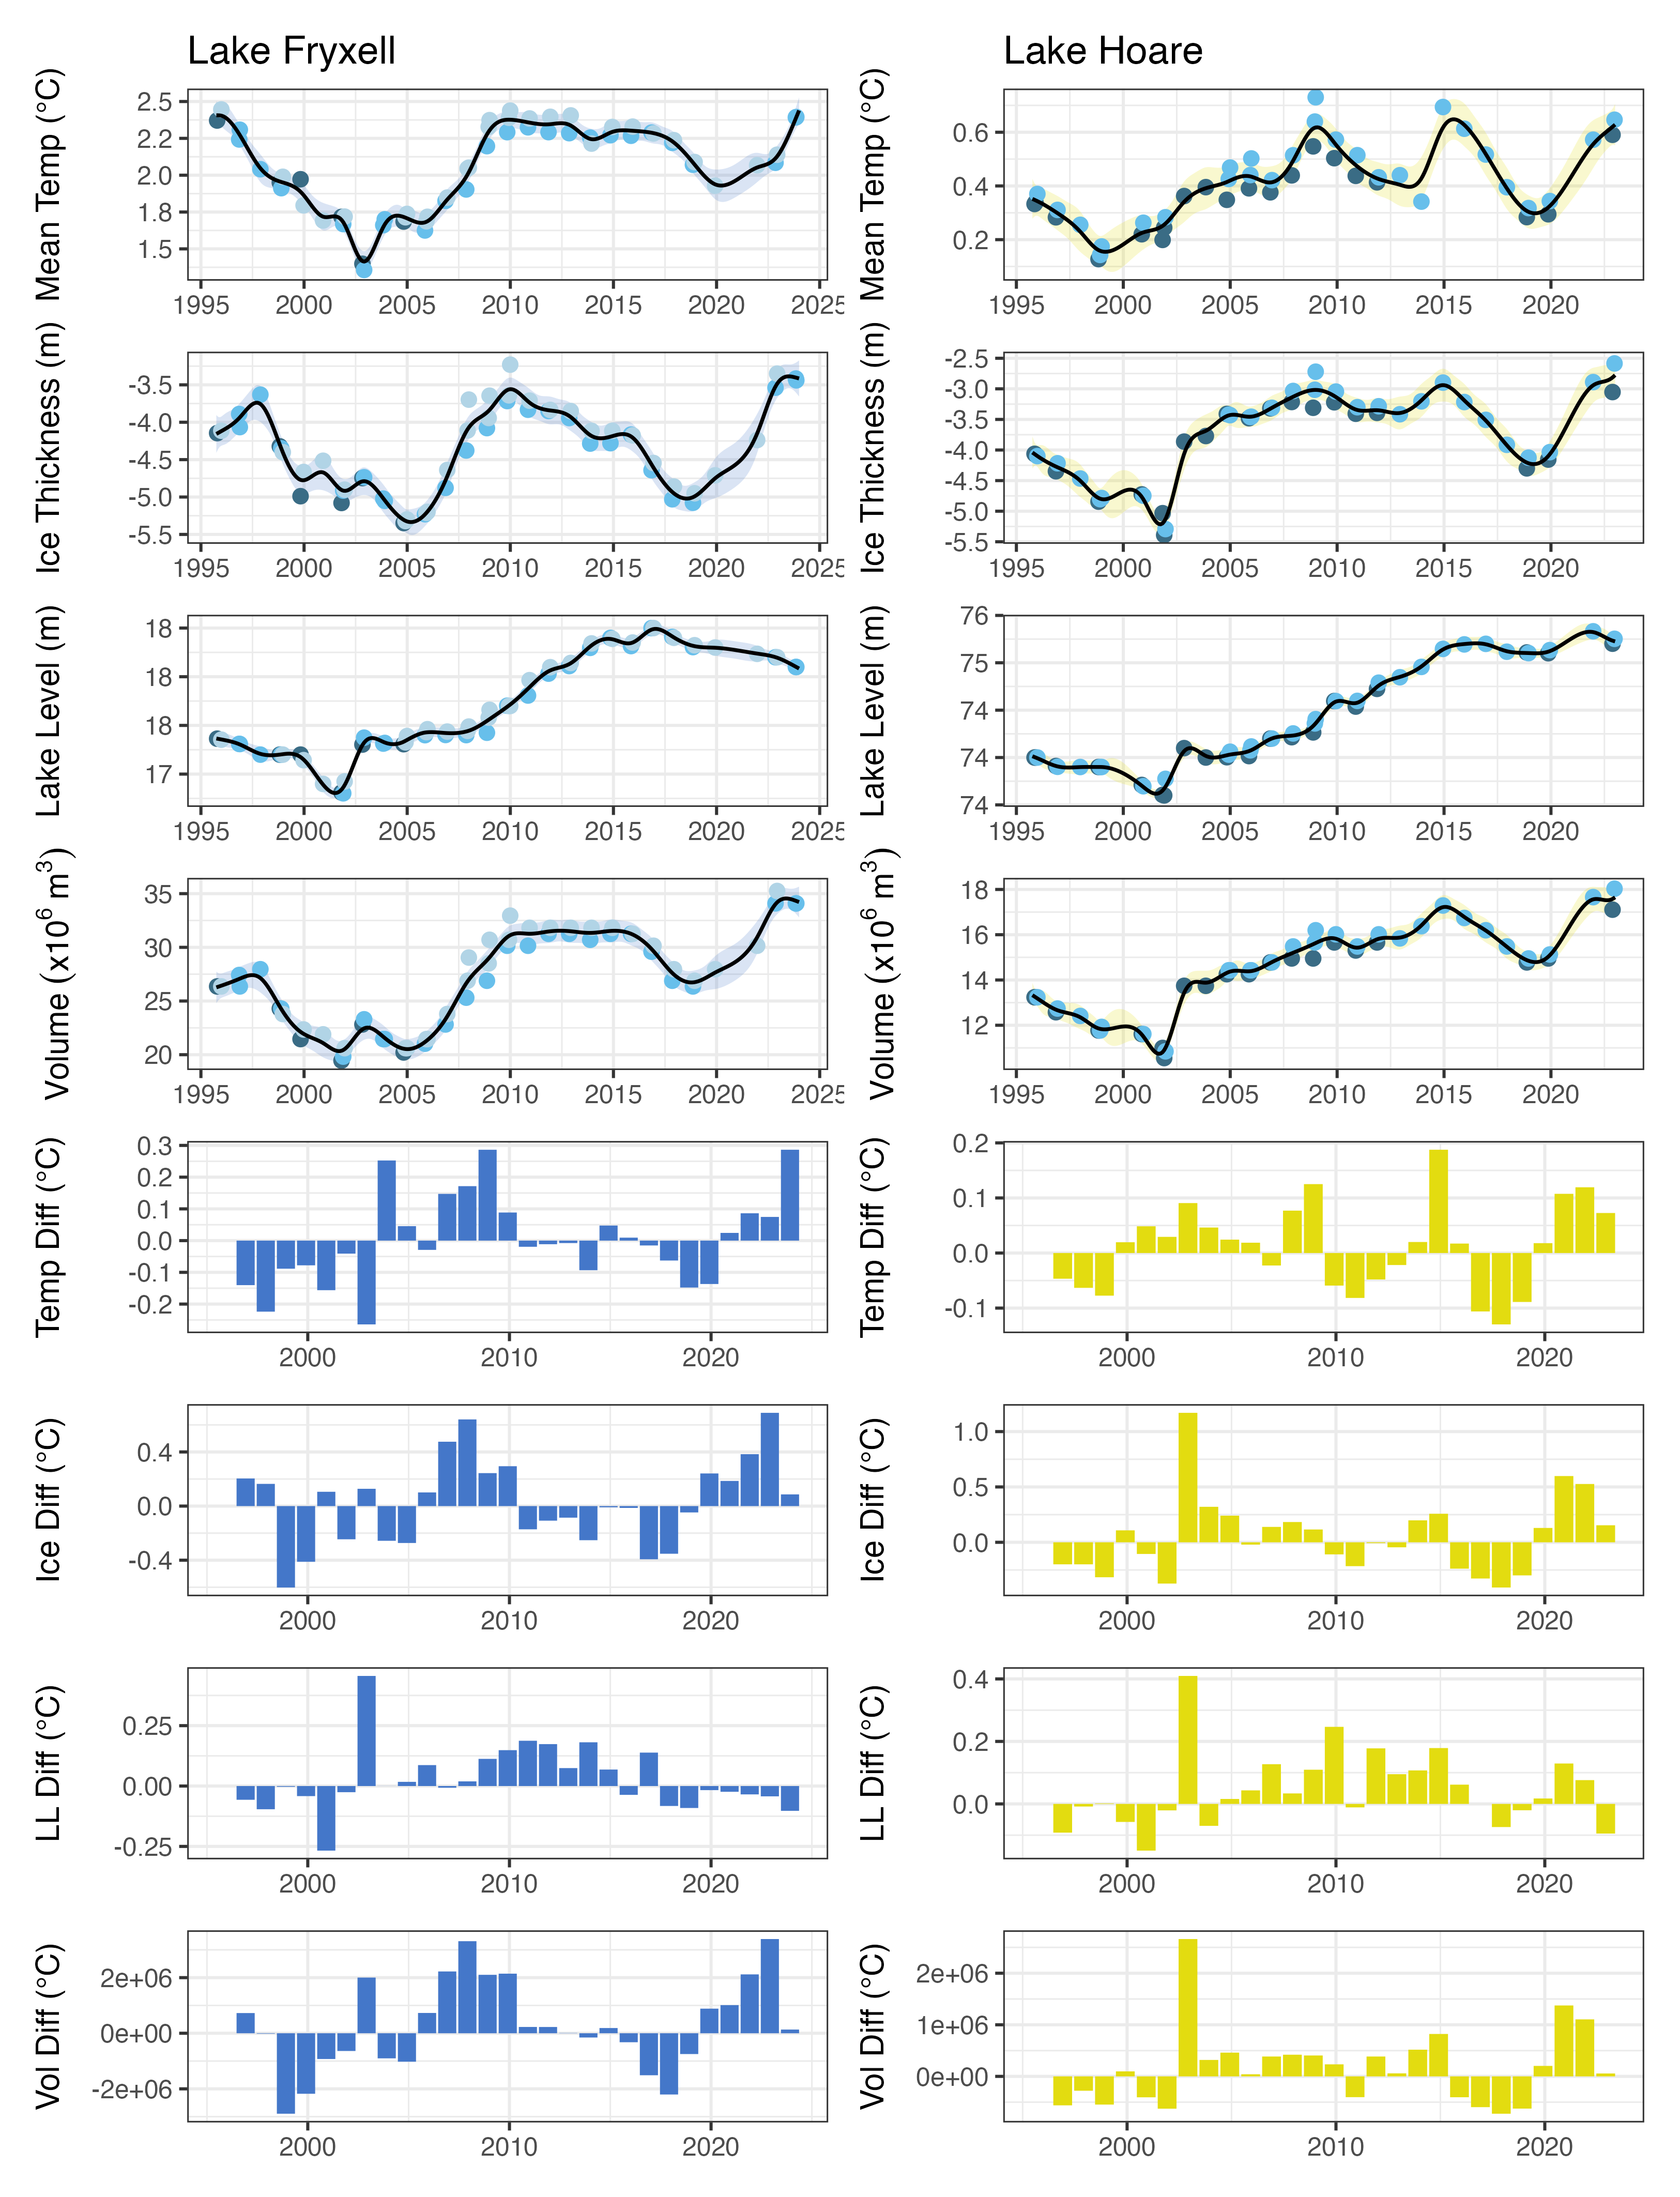 Lake Fryxell
Lake Hoare
Mean Temp (°C)
2.5
2.2
2.0
1.8
1.5
1995 2000 2005 2010 2015 2020 2025
Mean Temp (°C)
0.6
0.4
0.2
1995 2000 2005 2010 2015 2020
Ice Thickness (m)
-3.5
-4.0
-4.5
-5.0
-5.5
1995 2000 2005 2010 2015 2020 2025
Ice Thickness (m)
-2.5
-3.0
-3.5
-4.0
-4.5
-5.0
-5.5
1995 2000 2005 2010 2015 2020
Lake Level (m)
18
18
18
17
1995 2000 2005 2010 2015 2020 2025
Lake Level (m)
76
75
74
74
74
1995 2000 2005 2010 2015 2020
Volume (x10⁶ m³)
35
30
25
20
1995 2000 2005 2010 2015 2020 2025
Volume (x10⁶ m³)
18
16
14
12
1995 2000 2005 2010 2015 2020
Temp Diff (°C)
0.3
0.2
0.1
0.0
-0.1
-0.2
2000 2010 2020
Temp Diff (°C)
0.2
0.1
0.0
-0.1
2000 2010 2020
Ice Diff (°C)
0.4
0.0
-0.4
2000 2010 2020
Ice Diff (°C)
1.0
0.5
0.0
2000 2010 2020
LL Diff (°C)
0.25
0.00
-0.25
2000 2010 2020
LL Diff (°C)
0.4
0.2
0.0
2000 2010 2020
Vol Diff (°C)
2e+06
0e+00
-2e+06
2000 2010 2020
Vol Diff (°C)
2e+06
1e+06
0e+00
2000 2010 2020